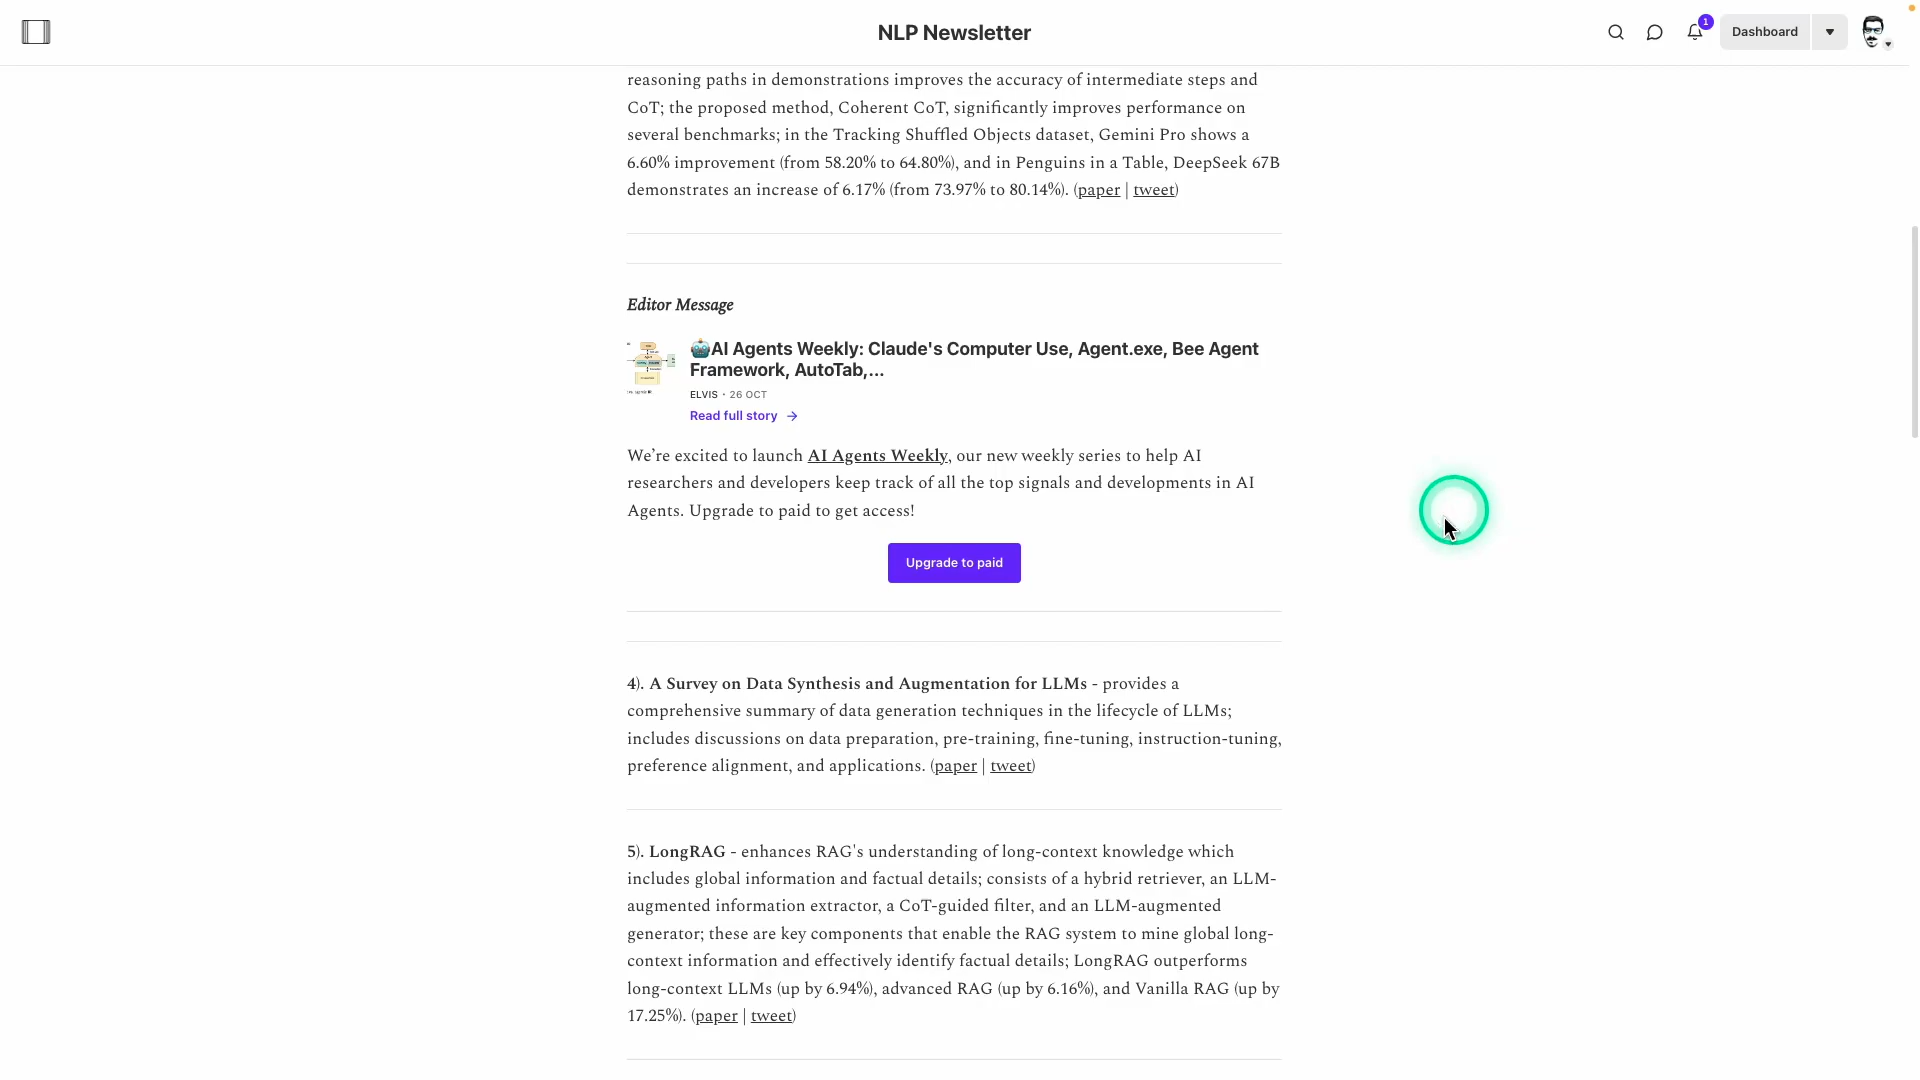 NLP Newsletter
1
Dashboard
reasoning paths in demonstrations improves the accuracy of intermediate steps and
CoT; the proposed method, Coherent CoT, significantly improves performance on
several benchmarks; in the Tracking Shuffled Objects dataset, Gemini Pro shows a
6.60% improvement (from 58.20% to 64.80%), and in Penguins in a Table, DeepSeek 67B
demonstrates an increase of 6.17% (from 73.97% to 80.14%). (paper | tweet)
Editor Message
🤖AI Agents Weekly: Claude's Computer Use, Agent.exe, Bee Agent
Framework, AutoTab,...
ELVIS · 26 OCT
Read full story →
We’re excited to launch AI Agents Weekly, our new weekly series to help AI
researchers and developers keep track of all the top signals and developments in AI
Agents. Upgrade to paid to get access!
Upgrade to paid
4). A Survey on Data Synthesis and Augmentation for LLMs - provides a
comprehensive summary of data generation techniques in the lifecycle of LLMs;
includes discussions on data preparation, pre-training, fine-tuning, instruction-tuning,
preference alignment, and applications. (paper | tweet)
5). LongRAG - enhances RAG's understanding of long-context knowledge which
includes global information and factual details; consists of a hybrid retriever, an LLM-
augmented information extractor, a CoT-guided filter, and an LLM-augmented
generator; these are key components that enable the RAG system to mine global long-
context information and effectively identify factual details; LongRAG outperforms
long-context LLMs (up by 6.94%), advanced RAG (up by 6.16%), and Vanilla RAG (up by
17.25%). (paper | tweet)